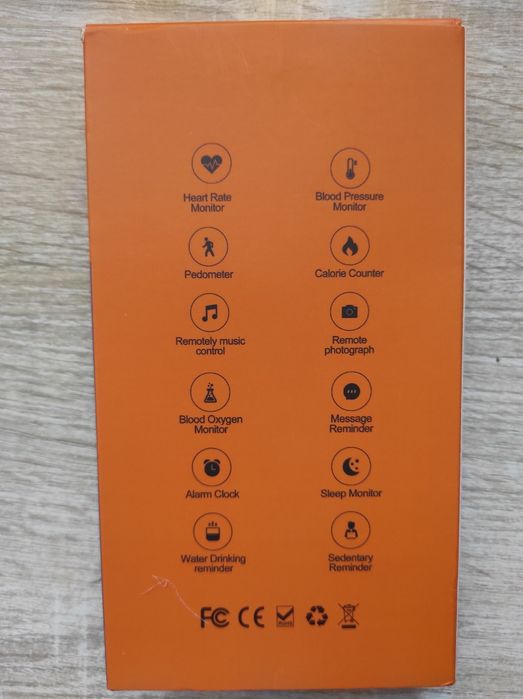 Heart Rate
Monitor
Blood Pressure
Monitor
Pedometer
Calorie Counter
Remotely music
control
Remote
photograph
Blood Oxygen
Monitor
Message
Reminder
Alarm Clock
Sleep Monitor
Water Drinking
reminder
Sedentary
Reminder
FC CE RoHS